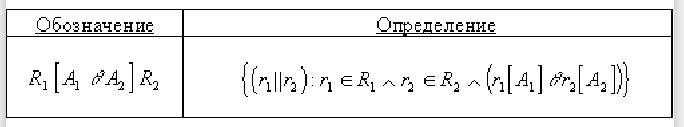 Обозначение Определение
R₁[A₁ θA₂]R₂ {(r₁||r₂): r₁ ∈ R₁ ∧ r₂ ∈ R₂ ∧ (r₁[A₁] θr₂[A₂])}